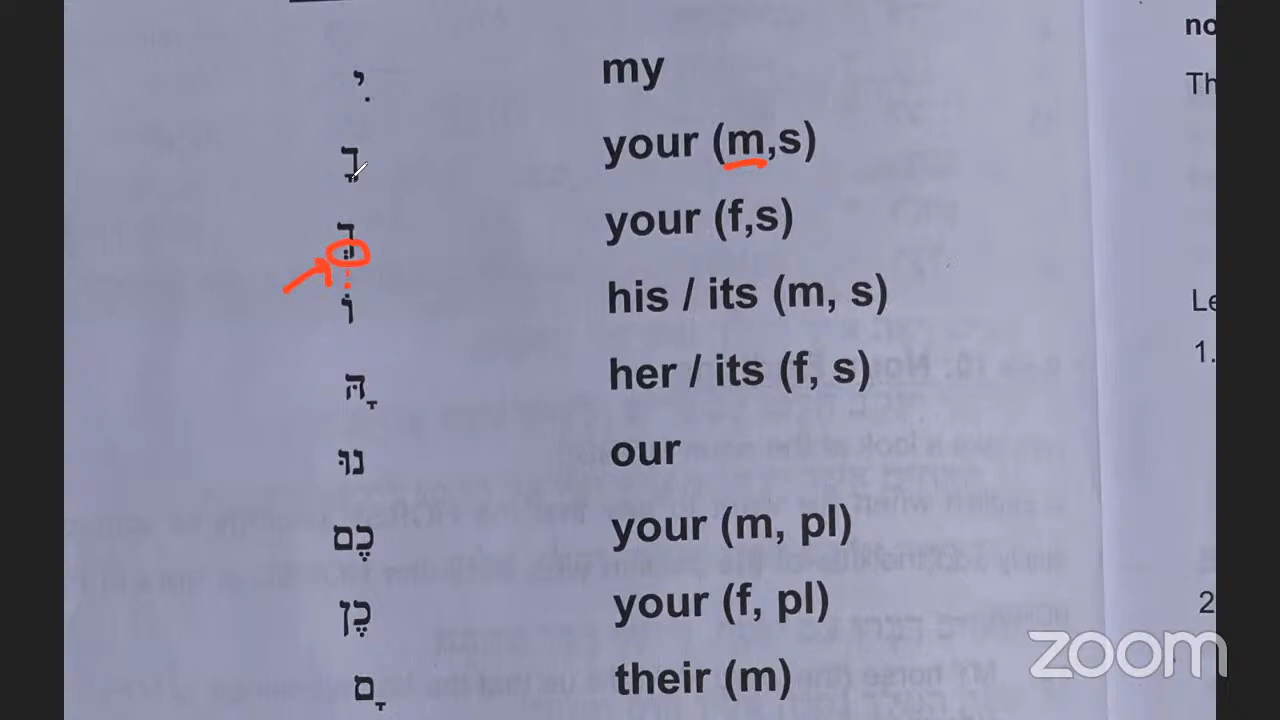 ִי my
ךָ your (m,s)
ךְ your (f,s)
וֹ his / its (m, s)
ָהּ her / its (f, s)
נוּ our
כֶם your (m, pl)
כֶן your (f, pl)
ָם their (m)
no
Th
Le
1.
2
zoom